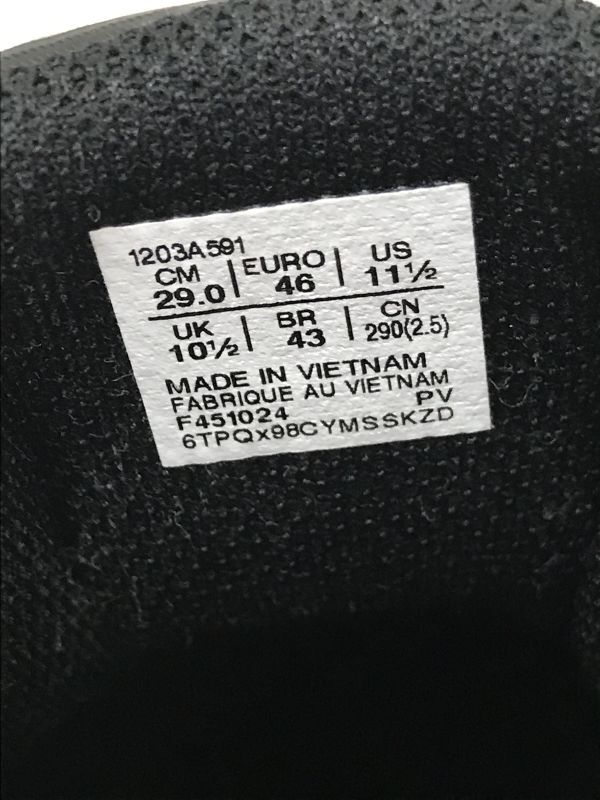 1203A591
CM | EURO | US
29.0 | 46 | 11½
UK | BR | CN
10½ | 43 | 290(2.5)
MADE IN VIETNAM
FABRIQUE AU VIETNAM
F451024 PV
6TPQx98CYMSSKZD